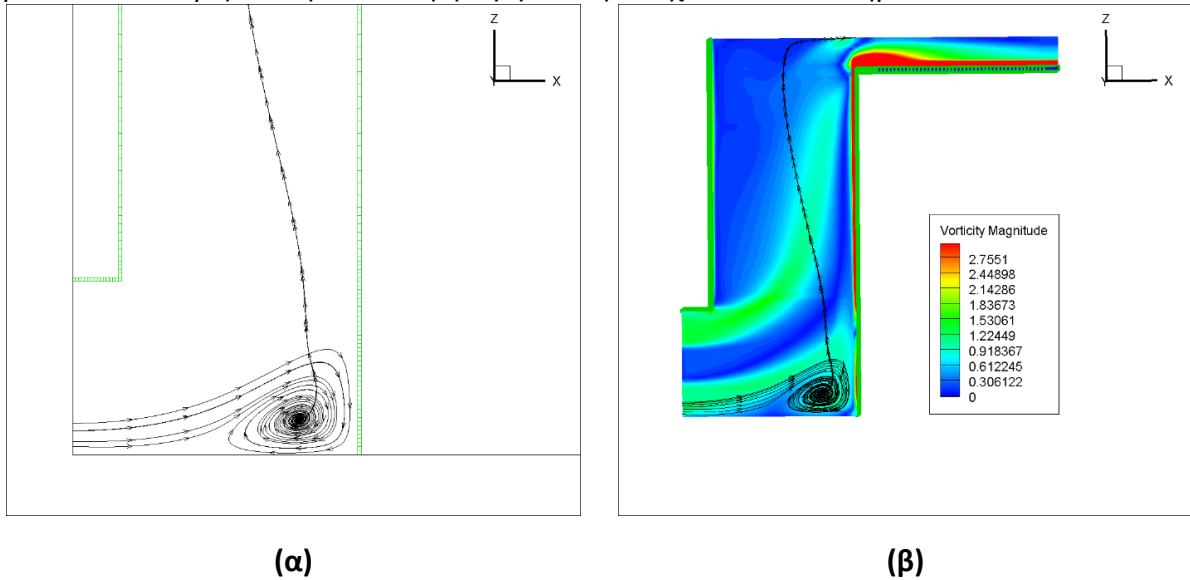 Z
Y
X
Z
Y
X
Vorticity Magnitude
2.7551
2.44898
2.14286
1.83673
1.53061
1.22449
0.918367
0.612245
0.306122
0
(α)
(β)